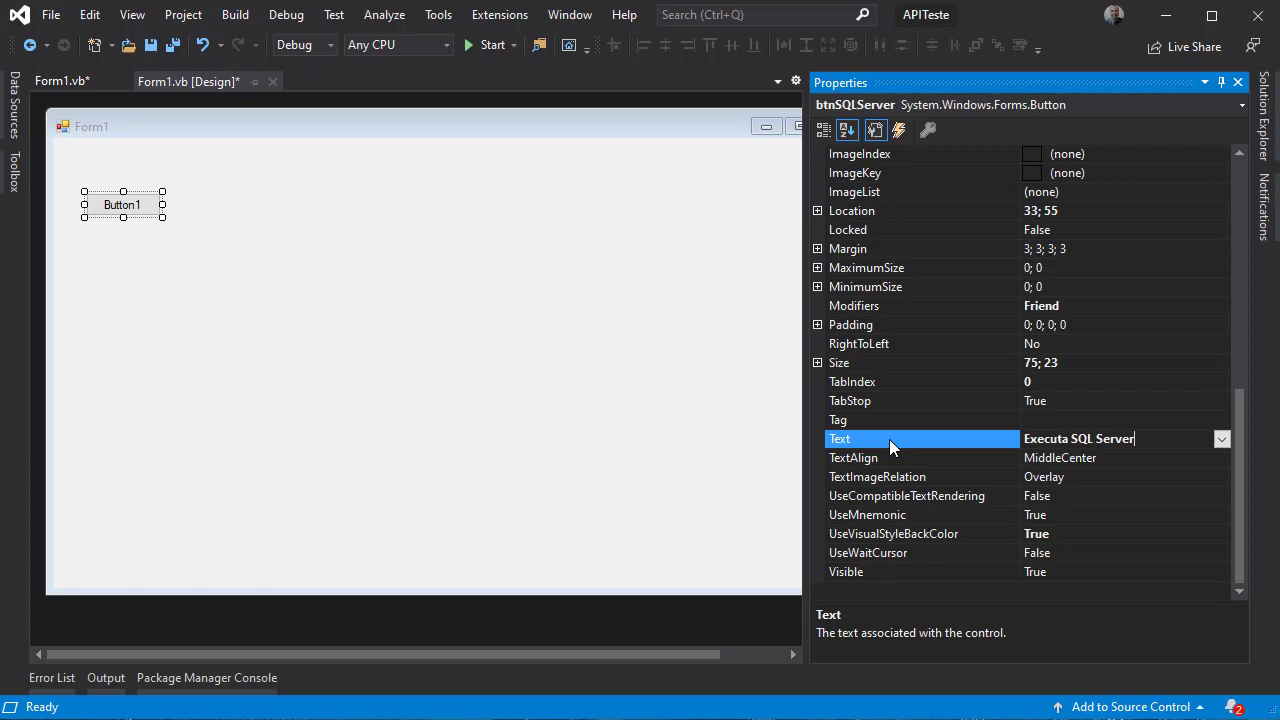 File Edit View Project Build Debug Test Analyze Tools Extensions Window Help Search (Ctrl+Q) APITeste
Debug Any CPU Start Live Share
Form1.vb* Form1.vb [Design]*
Data Sources
Toolbox
Form1
Button1
Properties
btnSQLServer System.Windows.Forms.Button
ImageIndex (none)
ImageKey (none)
ImageList (none)
Location 33; 55
Locked False
Margin 3; 3; 3; 3
MaximumSize 0; 0
MinimumSize 0; 0
Modifiers Friend
Padding 0; 0; 0; 0
RightToLeft No
Size 75; 23
TabIndex 0
TabStop True
Tag
Text Executa SQL Server
TextAlign MiddleCenter
TextImageRelation Overlay
UseCompatibleTextRendering False
UseMnemonic True
UseVisualStyleBackColor True
UseWaitCursor False
Visible True
Text
The text associated with the control.
Solution Explorer
Notifications
Error List Output Package Manager Console
Ready Add to Source Control 2